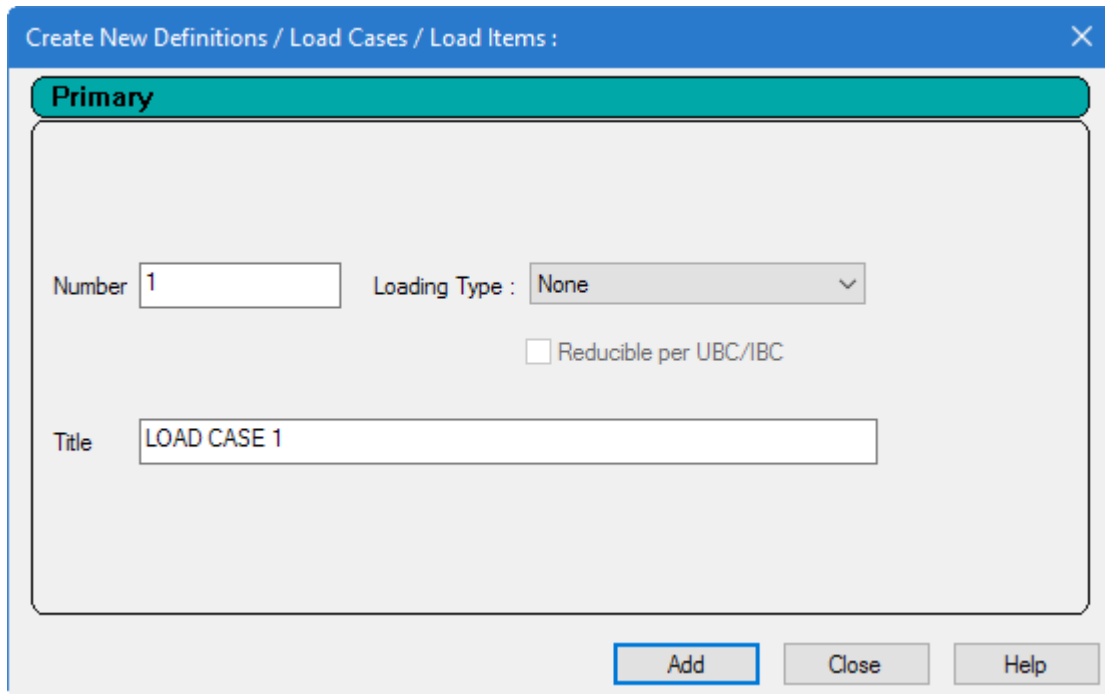 Create New Definitions / Load Cases / Load Items :
Primary
Number 1 Loading Type : None
Reducible per UBC/IBC
Title LOAD CASE 1
Add Close Help